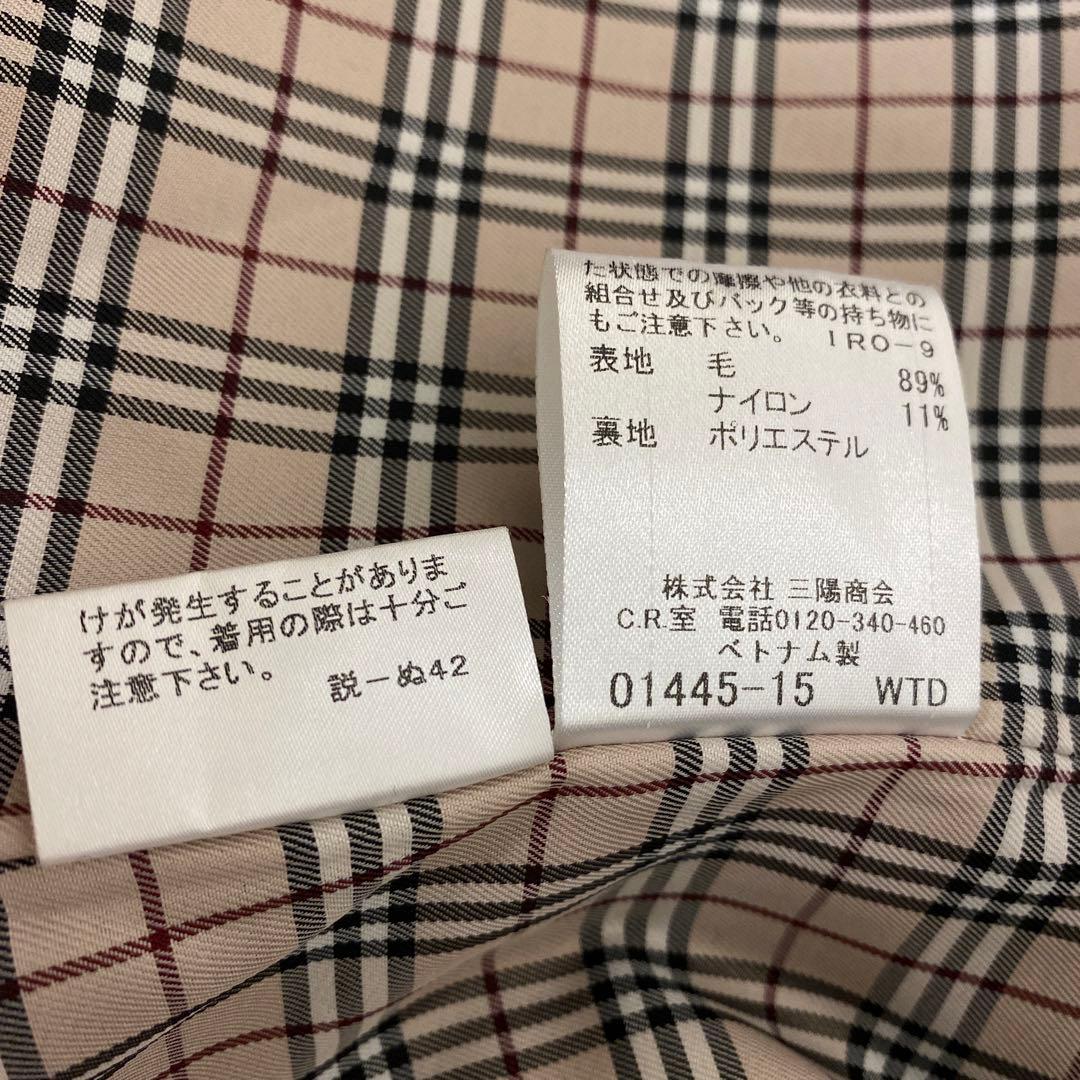 た状態での摩擦や他の衣料との
組合せ及びバック等の持ち物に
もご注意下さい。 IRO-9
表地 毛 89%
ナイロン 11%
裏地 ポリエステル
株式会社 三陽商会
C.R.室 電話0120-340-460
ベトナム製
01445-15 WTD
けが発生することがありま
すので、着用の際は十分ご
注意下さい。 説-ぬ42